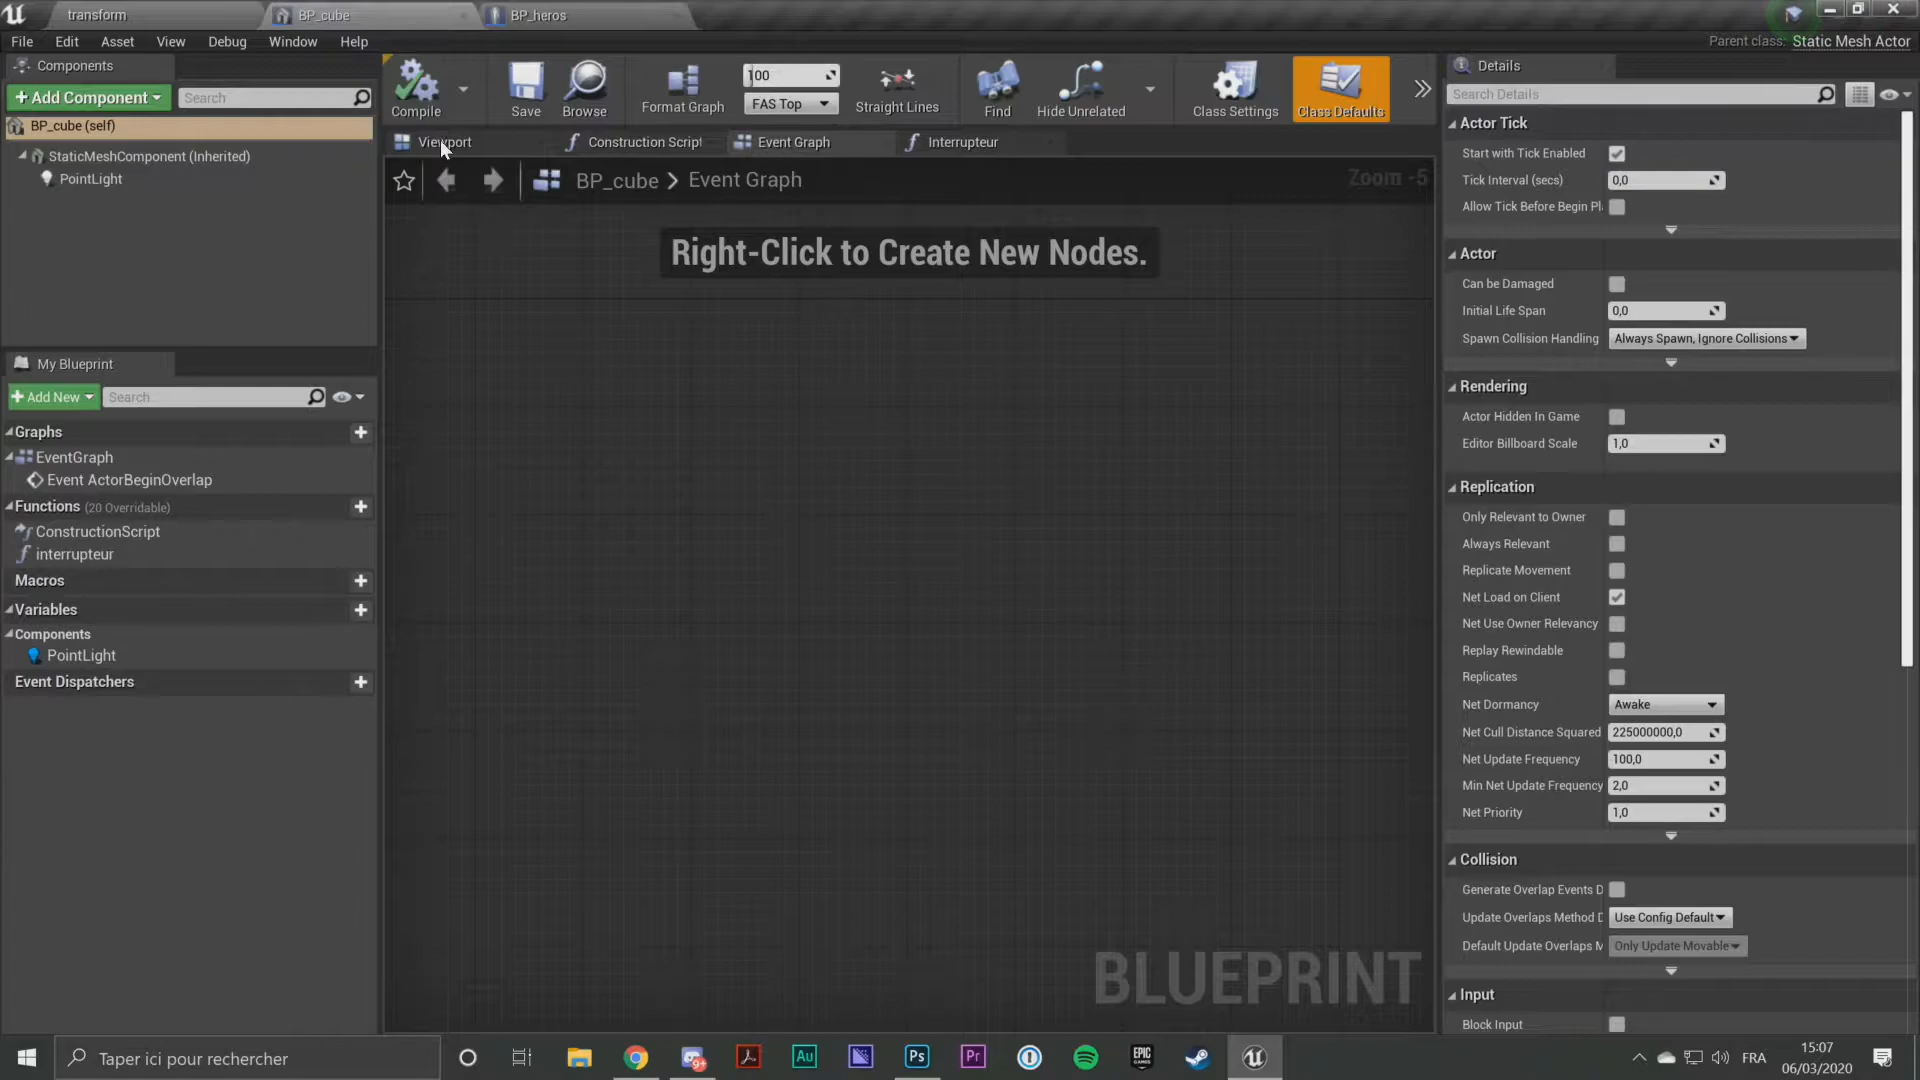 transform
BP_cube
BP_heros
File Edit Asset View Debug Window Help
Parent class: Static Mesh Actor
Components
+Add Component
Search
BP_cube (self)
StaticMeshComponent (Inherited)
PointLight
My Blueprint
+Add New
Search
Graphs
EventGraph
Event ActorBeginOverlap
Functions (20 Overridable)
ConstructionScript
interrupteur
Macros
Variables
Components
PointLight
Event Dispatchers
Compile
Save
Browse
Format Graph
100
FAS Top
Straight Lines
Find
Hide Unrelated
Class Settings
Class Defaults
Viewport
Construction Script
Event Graph
Interrupteur
BP_cube > Event Graph
Zoom -5
Right-Click to Create New Nodes.
BLUEPRINT
Details
Search Details
Actor Tick
Start with Tick Enabled
Tick Interval (secs) 0,0
Allow Tick Before Begin Pl
Actor
Can be Damaged
Initial Life Span 0,0
Spawn Collision Handling Always Spawn, Ignore Collisions
Rendering
Actor Hidden In Game
Editor Billboard Scale 1,0
Replication
Only Relevant to Owner
Always Relevant
Replicate Movement
Net Load on Client
Net Use Owner Relevancy
Replay Rewindable
Replicates
Net Dormancy Awake
Net Cull Distance Squared 225000000,0
Net Update Frequency 100,0
Min Net Update Frequency 2,0
Net Priority 1,0
Collision
Generate Overlap Events D
Update Overlaps Method D Use Config Default
Default Update Overlaps M Only Update Movable
Input
Block Input
Taper ici pour rechercher
Au
Ps
Pr
EPIC GAMES
FRA
15:07
06/03/2020